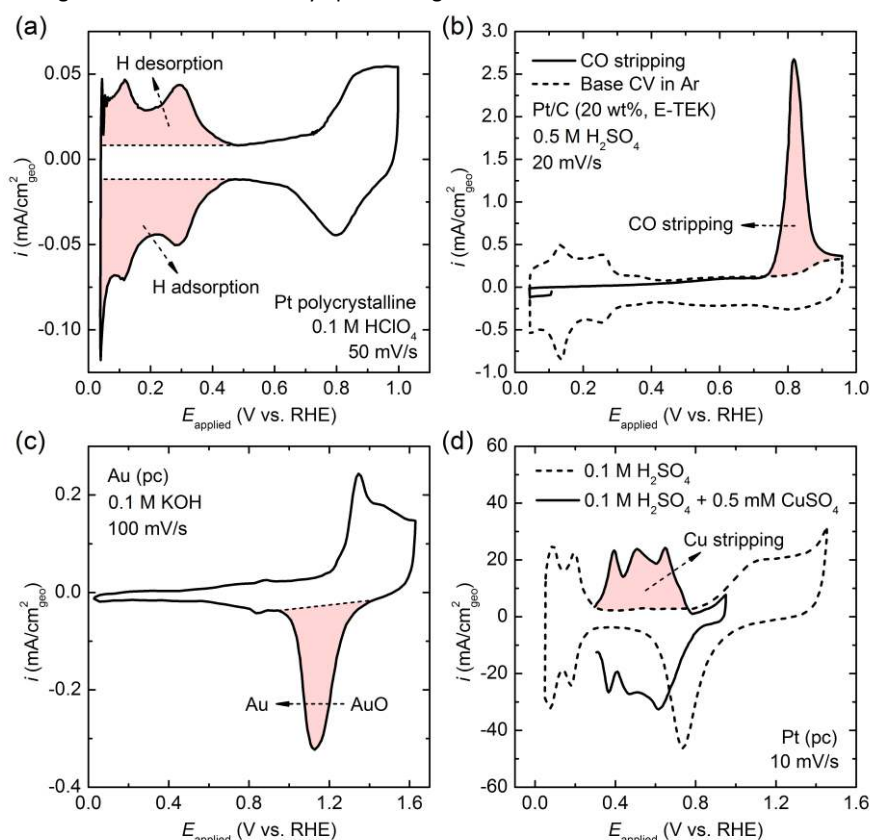 (a)
0.05
0.00
-0.05
-0.10
i (mA/cm²geo)
H desorption
H adsorption
Pt polycrystalline
0.1 M HClO₄
50 mV/s
0.0 0.2 0.4 0.6 0.8 1.0
Eapplied (V vs. RHE)
(b)
3.0
2.5
2.0
1.5
1.0
0.5
0.0
-0.5
-1.0
i (mA/cm²geo)
CO stripping
Base CV in Ar
Pt/C (20 wt%, E-TEK)
0.5 M H₂SO₄
20 mV/s
CO stripping
0.0 0.2 0.4 0.6 0.8 1.0
Eapplied (V vs. RHE)
(c)
0.2
0.0
-0.2
-0.4
i (mA/cm²geo)
Au (pc)
0.1 M KOH
100 mV/s
Au AuO
0.0 0.4 0.8 1.2 1.6
Eapplied (V vs. RHE)
(d)
60
40
20
0
-20
-40
-60
i (mA/cm²geo)
0.1 M H₂SO₄
0.1 M H₂SO₄ + 0.5 mM CuSO₄
Cu stripping
Pt (pc)
10 mV/s
0.0 0.4 0.8 1.2 1.6
Eapplied (V vs. RHE)